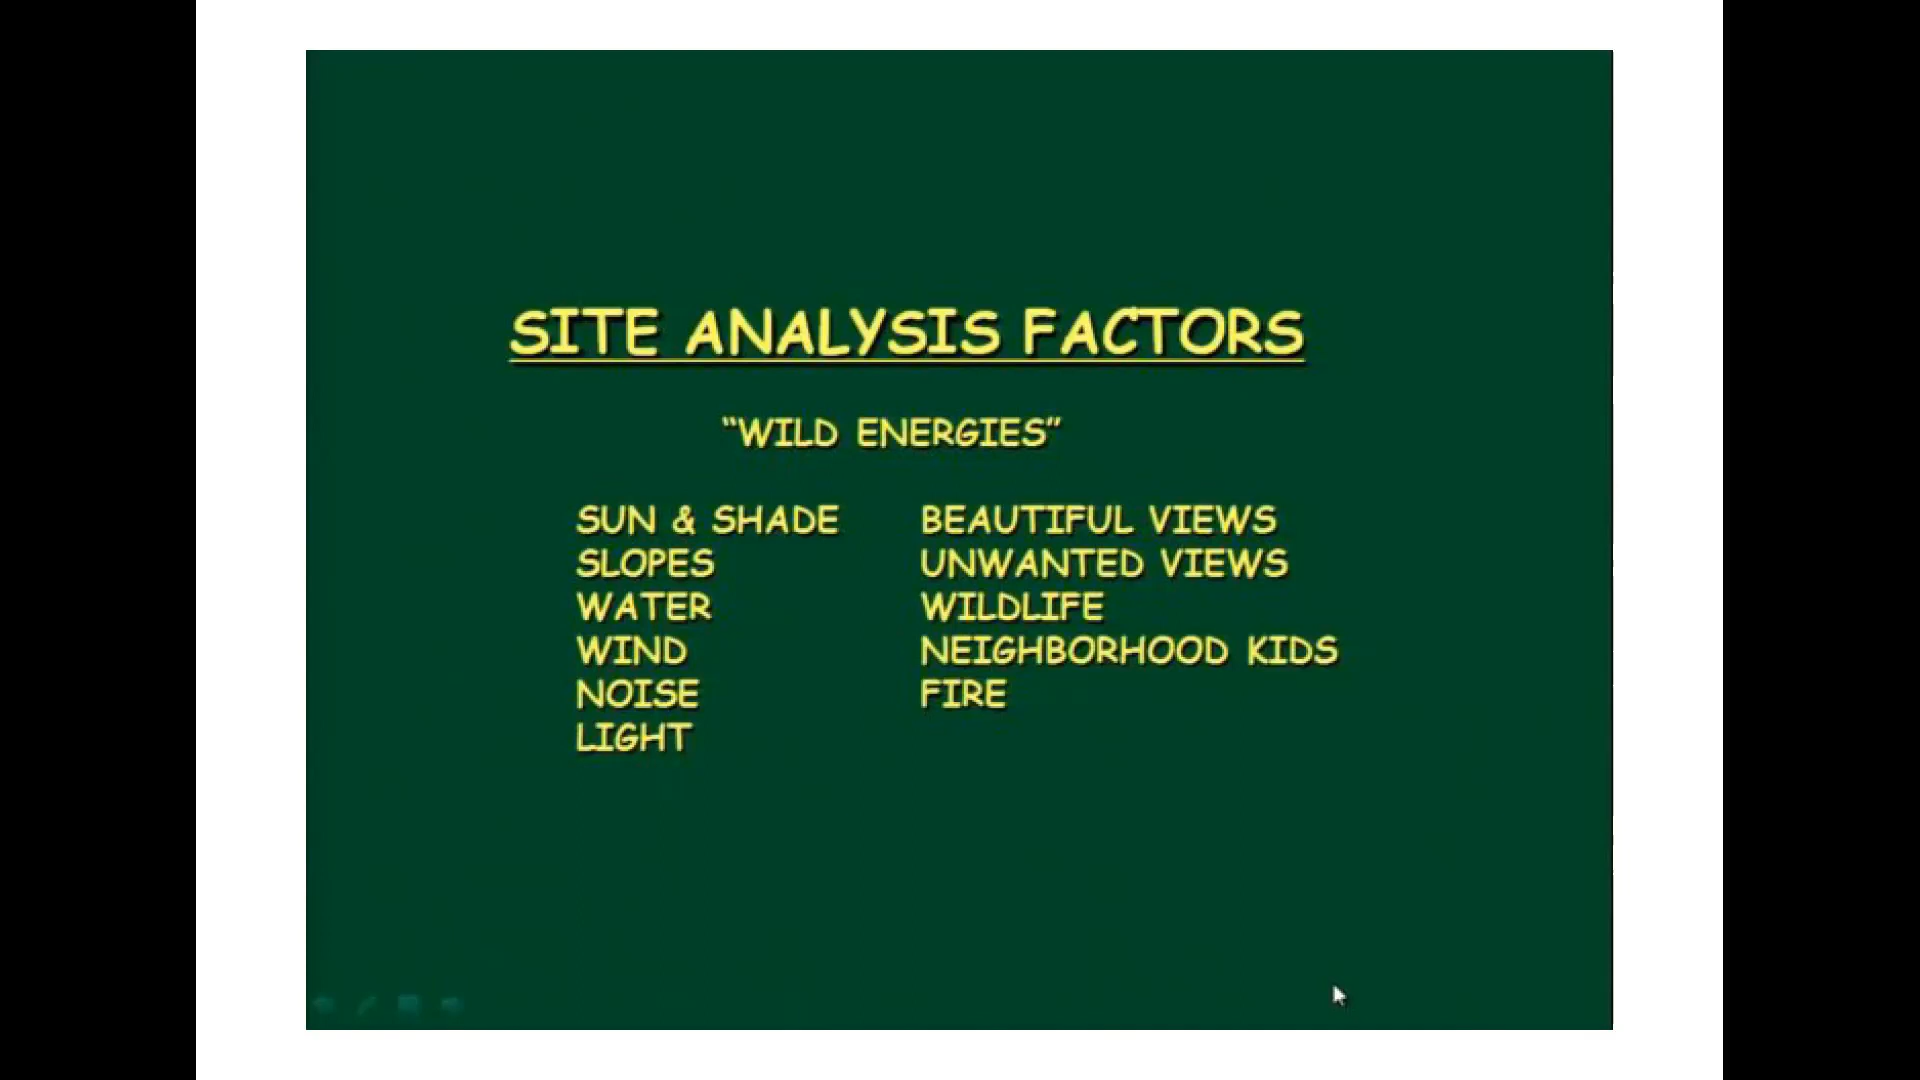 SITE ANALYSIS FACTORS
“WILD ENERGIES”
SUN & SHADE
SLOPES
WATER
WIND
NOISE
LIGHT
BEAUTIFUL VIEWS
UNWANTED VIEWS
WILDLIFE
NEIGHBORHOOD KIDS
FIRE